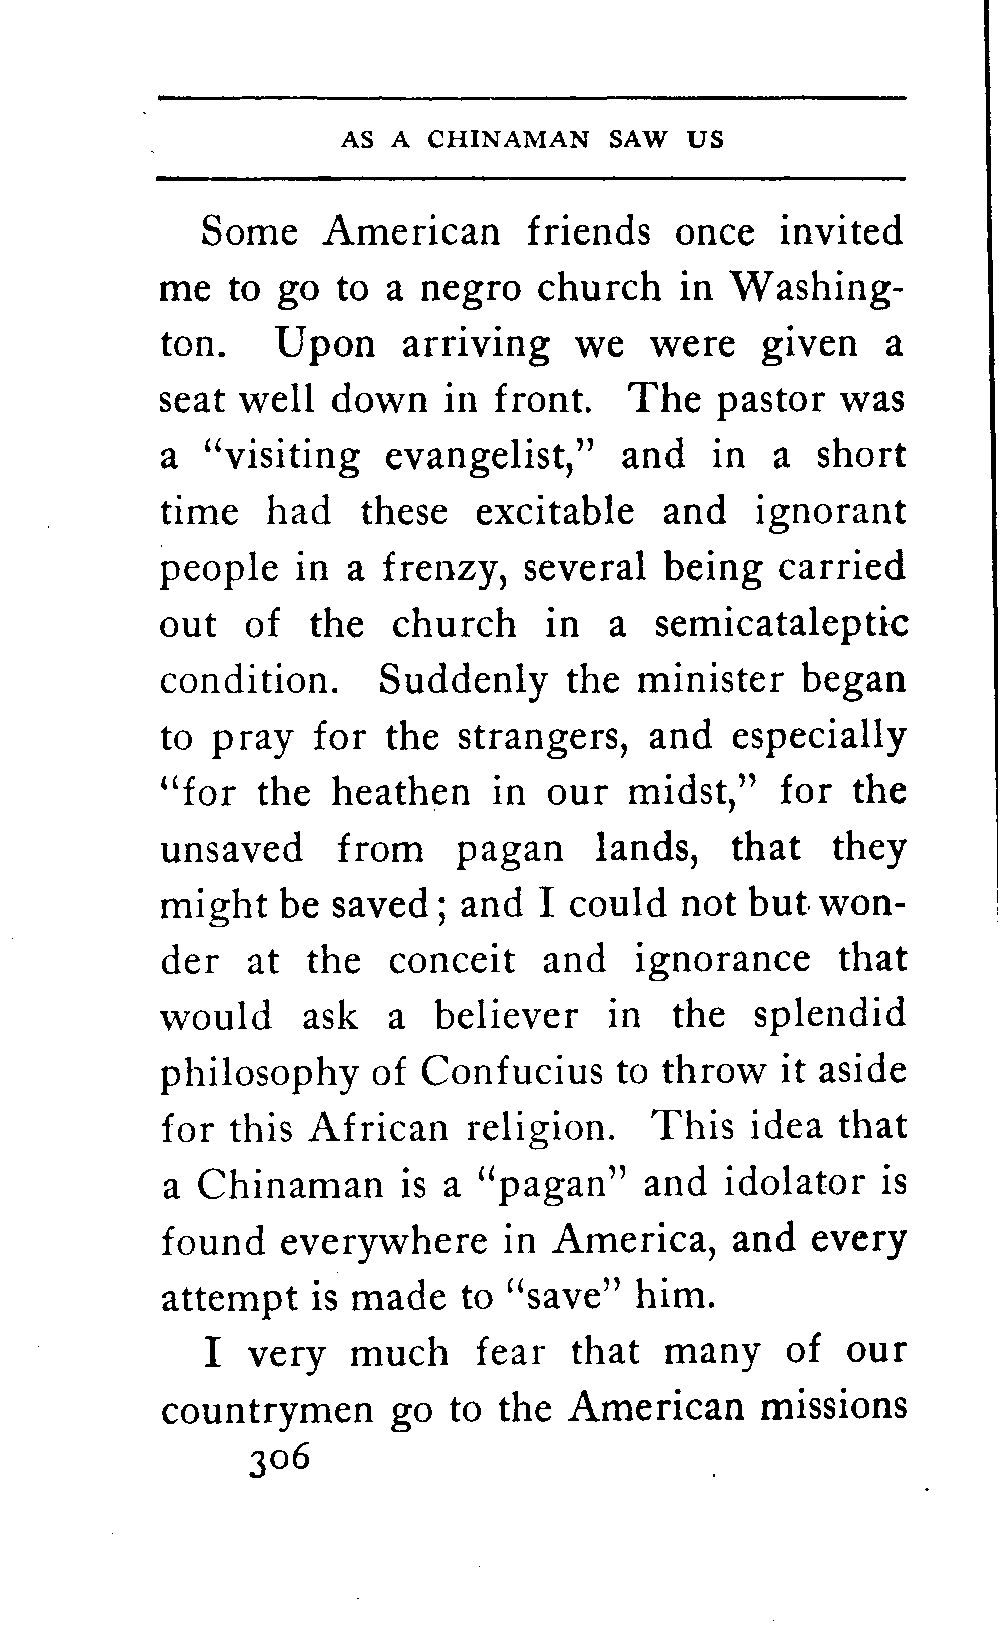 AS A CHINAMAN SAW US
Some American friends once invited
me to go to a negro church in Washing-
ton. Upon arriving we were given a
seat well down in front. The pastor was
a “visiting evangelist,” and in a short
time had these excitable and ignorant
people in a frenzy, several being carried
out of the church in a semicataleptic
condition. Suddenly the minister began
to pray for the strangers, and especially
“for the heathen in our midst,” for the
unsaved from pagan lands, that they
might be saved; and I could not but won-
der at the conceit and ignorance that
would ask a believer in the splendid
philosophy of Confucius to throw it aside
for this African religion. This idea that
a Chinaman is a “pagan” and idolator is
found everywhere in America, and every
attempt is made to “save” him.
I very much fear that many of our
countrymen go to the American missions
306